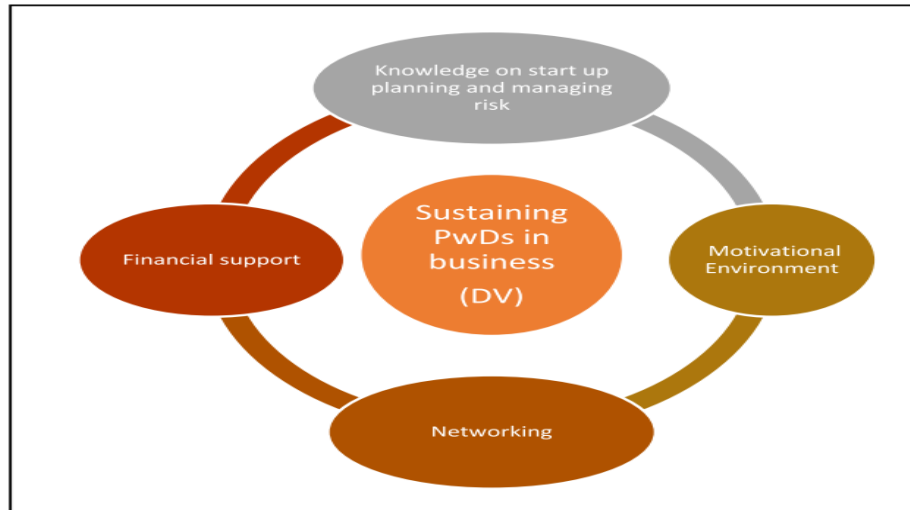 Knowledge on start up
planning and managing
risk
Financial support
Sustaining
PwDs in
business
(DV)
Motivational
Environment
Networking